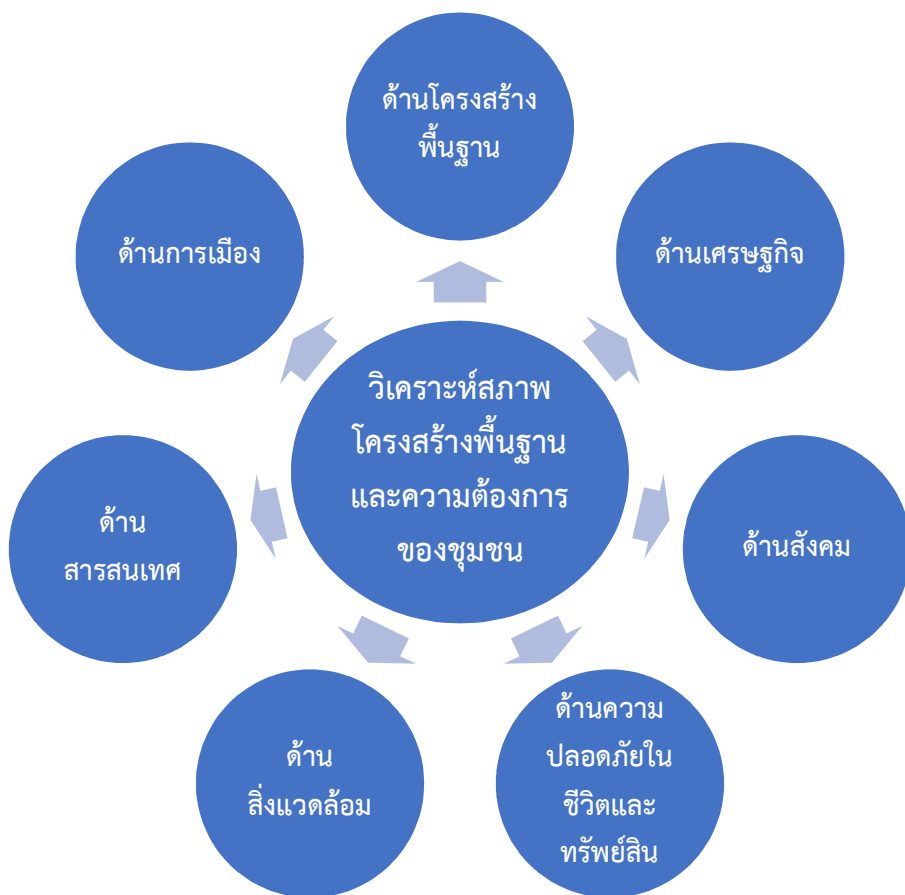 ด้านโครงสร้าง
พื้นฐาน
ด้านเศรษฐกิจ
ด้านสังคม
ด้านความ
ปลอดภัยใน
ชีวิตและ
ทรัพย์สิน
ด้าน
สิ่งแวดล้อม
ด้าน
สารสนเทศ
ด้านการเมือง
วิเคราะห์สภาพ
โครงสร้างพื้นฐาน
และความต้องการ
ของชุมชน